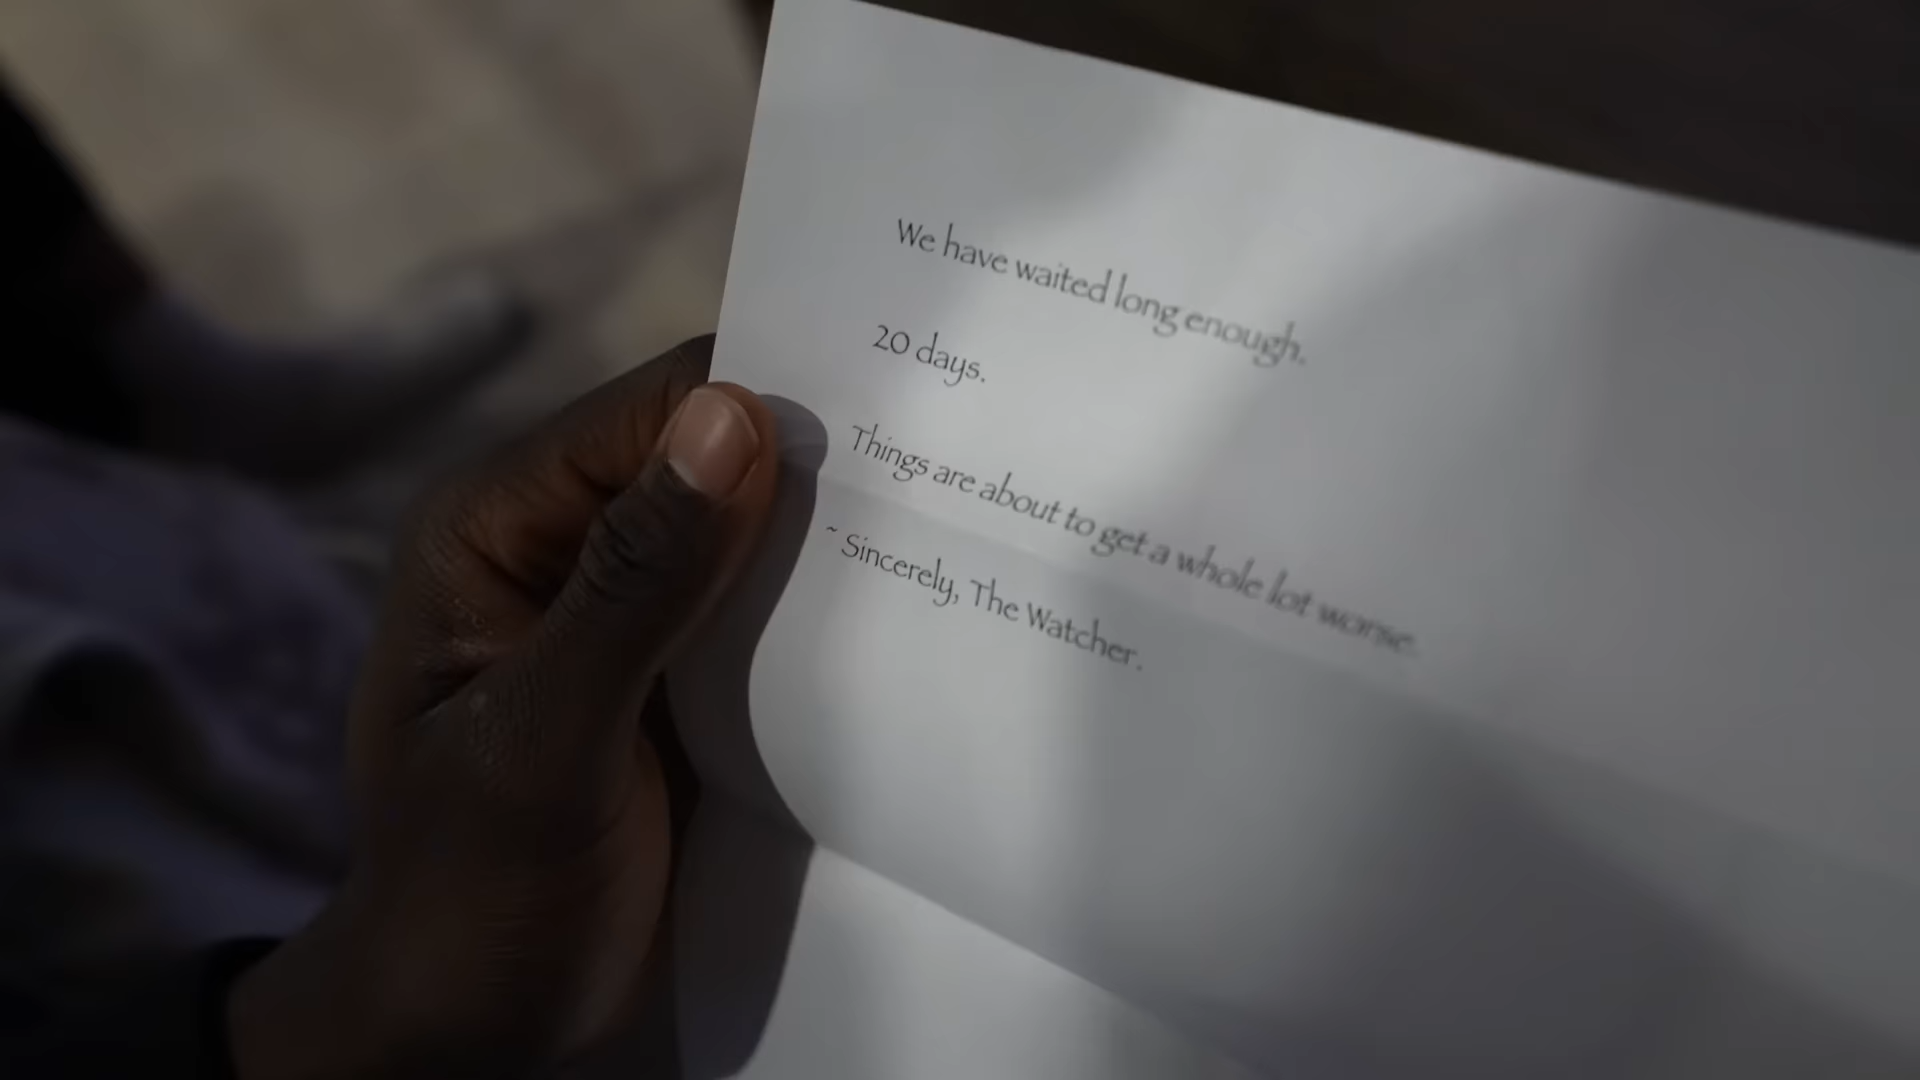 We have waited long enough.
20 days.
Things are about to get a whole lot worse.
~ Sincerely, The Watcher.